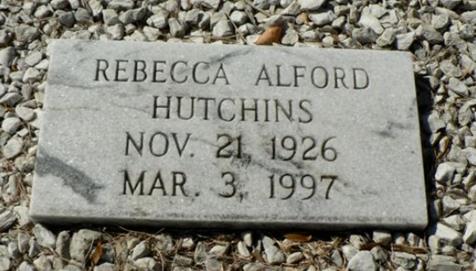 REBECCA ALFORD
HUTCHINS
NOV. 21, 1926
MAR. 3, 1997